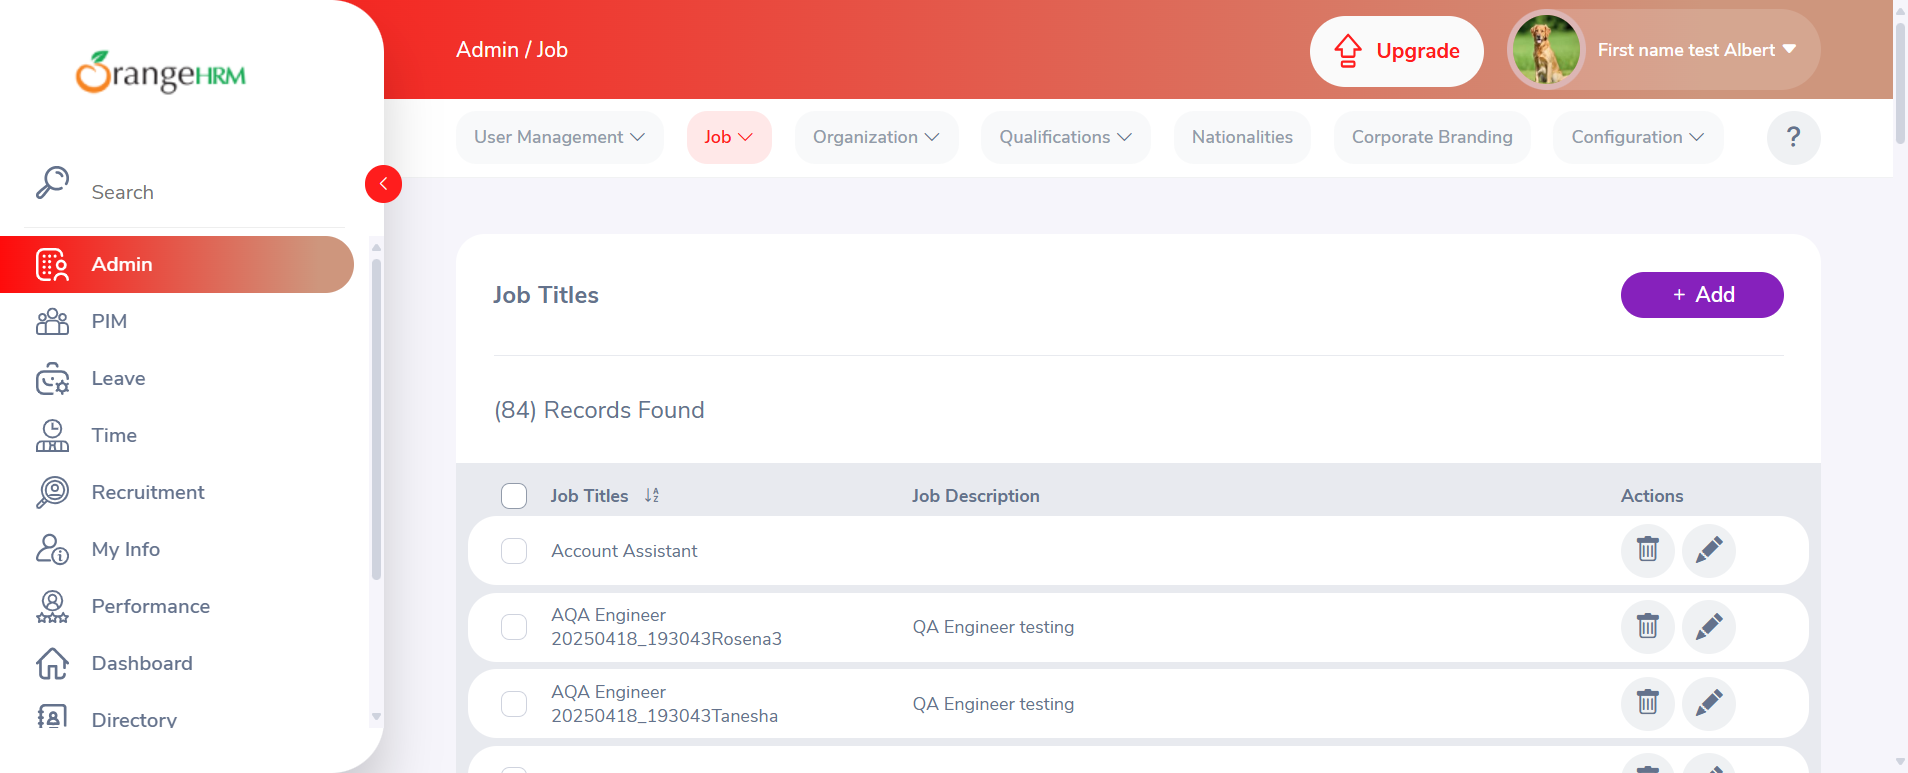 OrangeHRM
Admin / Job
Upgrade
First name test Albert
User Management
Job
Organization
Qualifications
Nationalities
Corporate Branding
Configuration
?
Search
Admin
PIM
Leave
Time
Recruitment
My Info
Performance
Dashboard
Directory
Job Titles
+ Add
(84) Records Found
Job Titles
Job Description
Actions
Account Assistant
AQA Engineer
20250418_193043Rosena3
QA Engineer testing
AQA Engineer
20250418_193043Tanesha
QA Engineer testing